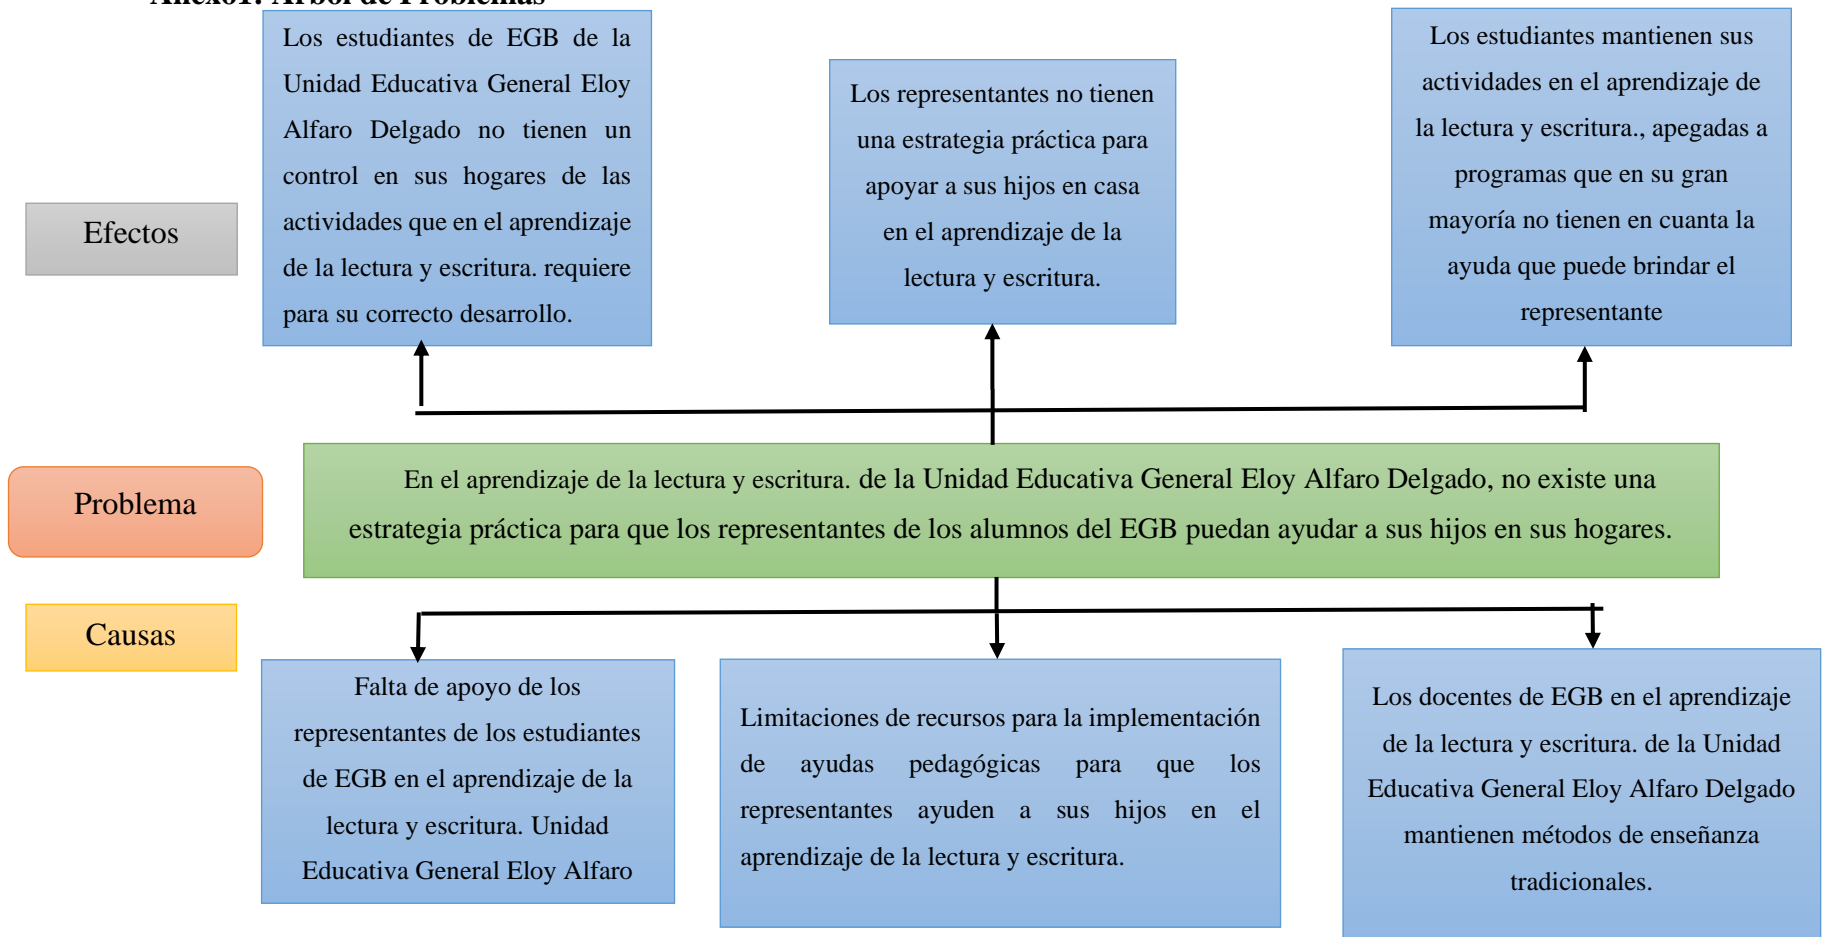 Anexo1. Árbol de Problemas
Los estudiantes de EGB de la
Unidad Educativa General Eloy
Alfaro Delgado no tienen un
control en sus hogares de las
actividades que en el aprendizaje
de la lectura y escritura. requiere
para su correcto desarrollo.
Los representantes no tienen
una estrategia práctica para
apoyar a sus hijos en casa
en el aprendizaje de la
lectura y escritura.
Los estudiantes mantienen sus
actividades en el aprendizaje de
la lectura y escritura., apegadas a
programas que en su gran
mayoría no tienen en cuanta la
ayuda que puede brindar el
representante
Efectos
Problema
En el aprendizaje de la lectura y escritura. de la Unidad Educativa General Eloy Alfaro Delgado, no existe una
estrategia práctica para que los representantes de los alumnos del EGB puedan ayudar a sus hijos en sus hogares.
Causas
Falta de apoyo de los
representantes de los estudiantes
de EGB en el aprendizaje de la
lectura y escritura. Unidad
Educativa General Eloy Alfaro
Limitaciones de recursos para la implementación
de ayudas pedagógicas para que los
representantes ayuden a sus hijos en el
aprendizaje de la lectura y escritura.
Los docentes de EGB en el aprendizaje
de la lectura y escritura. de la Unidad
Educativa General Eloy Alfaro Delgado
mantienen métodos de enseñanza
tradicionales.